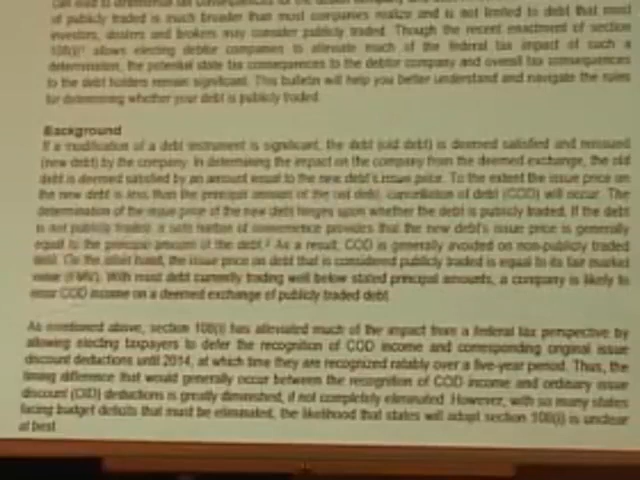 of publicly traded is much broader than most companies realize and is not limited to debt that most
investors, dealers and brokers may consider publicly traded. Though the recent enactment of section
108(i)¹ allows electing debtor companies to alleviate much of the federal tax impact of such a
determination, the potential state tax consequences to the debtor company and overall tax consequences
to the debt holders remain significant. This bulletin will help you better understand and navigate the rules
for determining whether your debt is publicly traded.
Background
If a modification of a debt instrument is significant, the debt (old debt) is deemed satisfied and reissued
(new debt) by the company. In determining the impact on the company from the deemed exchange, the old
debt is deemed satisfied by an amount equal to the new debt's issue price. To the extent the issue price on
the new debt is less than the principal amount of the old debt, cancellation of debt (COD) will occur. The
determination of the issue price of the new debt hinges upon whether the debt is publicly traded. If the debt
is not publicly traded, a safe harbor of convenience provides that the new debt's issue price is generally
equal to the principal amount of the debt.² As a result, COD is generally avoided on non-publicly traded
debt. On the other hand, the issue price on debt that is considered publicly traded is equal to its fair market
value (FMV). With most debt currently trading well below stated principal amounts, a company is likely to
incur COD income on a deemed exchange of publicly traded debt.
As mentioned above, section 108(i) has alleviated much of the impact from a federal tax perspective by
allowing electing taxpayers to defer the recognition of COD income and corresponding original issue
discount deductions until 2014, at which time they are recognized ratably over a five-year period. Thus, the
timing difference that would generally occur between the recognition of COD income and ordinary issue
discount (OID) deductions is greatly diminished, if not completely eliminated. However, with so many states
facing budget deficits that must be eliminated, the likelihood that states will adopt section 108(i) is unclear
at best.